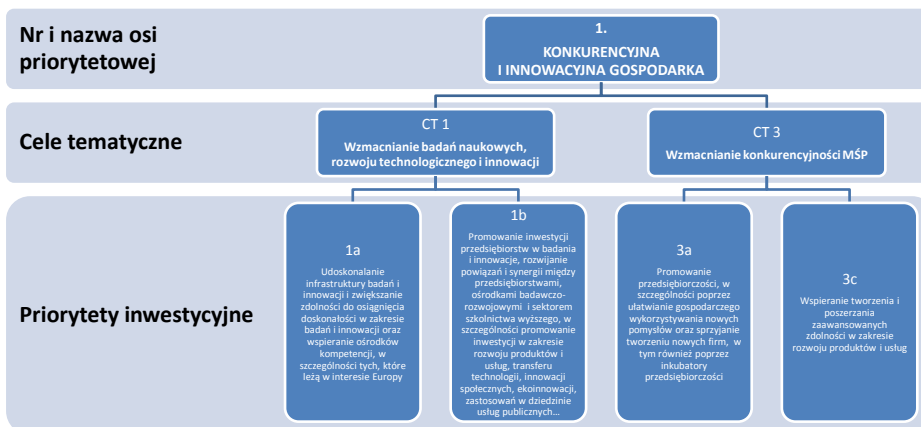 Nr i nazwa osi
priorytetowej
1.
KONKURENCYJNA
I INNOWACYJNA GOSPODARKA
Cele tematyczne
CT 1
Wzmacnianie badań naukowych,
rozwoju technologicznego i innowacji
CT 3
Wzmacnianie konkurencyjności MŚP
Priorytety inwestycyjne
1a
Udoskonalanie
infrastruktury badań i
innowacji i zwiększanie
zdolności do osiągnięcia
doskonałości w zakresie
badań i innowacji oraz
wspieranie ośrodków
kompetencji, w
szczególności tych, które
leżą w interesie Europy
1b
Promowanie inwestycji
przedsiębiorstw w badania
i innowacje, rozwijanie
powiązań i synergii między
przedsiębiorstwami,
ośrodkami badawczo-
rozwojowymi i sektorem
szkolnictwa wyższego, w
szczególności promowanie
inwestycji w zakresie
rozwoju produktów i
usług, transferu
technologii, innowacji
społecznych, ekoinnowacji,
zastosowań w dziedzinie
usług publicznych...
3a
Promowanie
przedsiębiorczości, w
szczególności poprzez
ułatwianie gospodarczego
wykorzystywania nowych
pomysłów oraz sprzyjanie
tworzeniu nowych firm, w
tym również poprzez
inkubatory
przedsiębiorczości
3c
Wspieranie tworzenia i
poszerzania
zaawansowanych
zdolności w zakresie
rozwoju produktów i usług